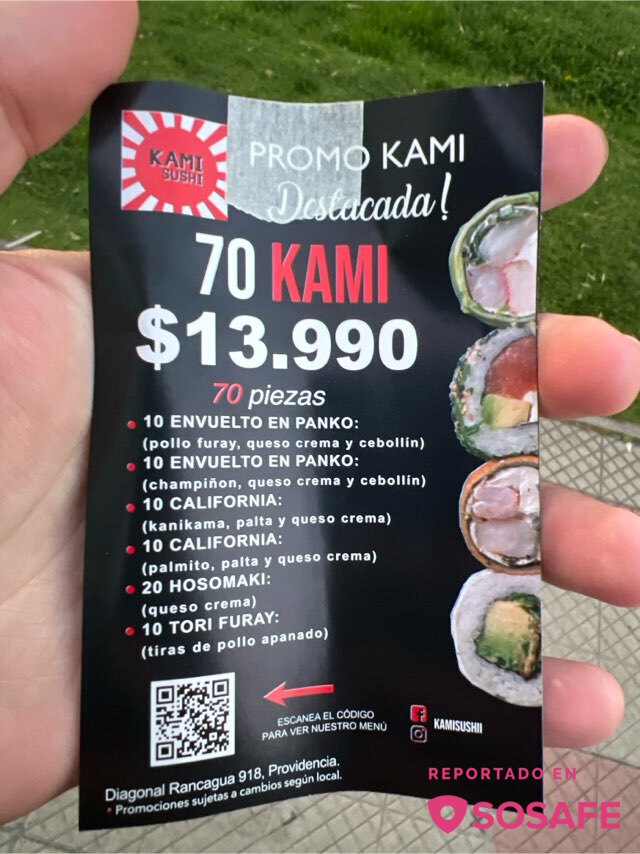 KAMI
SUSHI
PROMO KAMI
Destacada!
70 KAMI
$13.990
70 piezas
• 10 ENVUELTO EN PANKO:
(pollo furay, queso crema y cebollín)
• 10 ENVUELTO EN PANKO:
(champiñon, queso crema y cebollín)
• 10 CALIFORNIA:
(kanikama, palta y queso crema)
• 10 CALIFORNIA:
(palmito, palta y queso crema)
• 20 HOSOMAKI:
(queso crema)
• 10 TORI FURAY:
(tiras de pollo apanado)
ESCANEA EL CÓDIGO
PARA VER NUESTRO MENÚ
KAMISUSHII
Diagonal Rancagua 918, Providencia.
* Promociones sujetas a cambios según local.
REPORTADO EN
SOSAFE